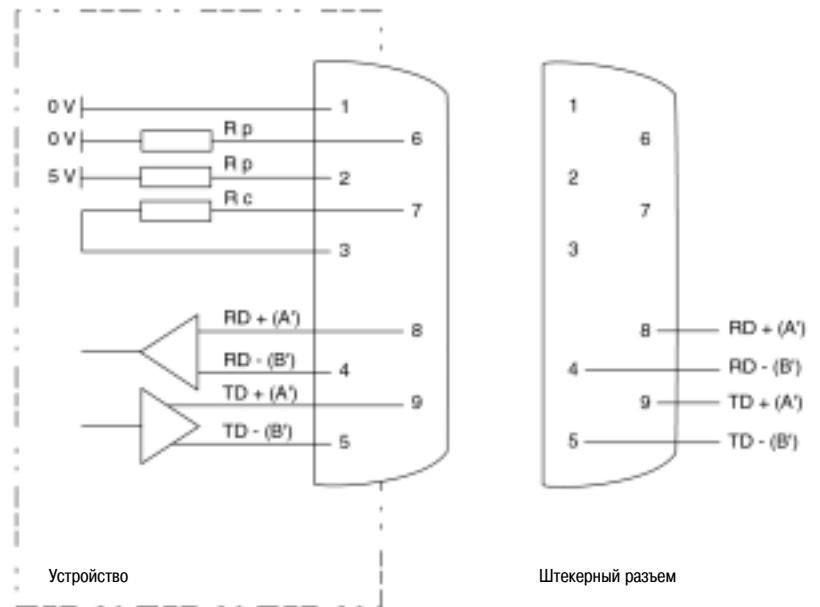 0 V 1 1
0 V R p 6 6
5 V R p 2 2
R c 7 7
3 3
RD + (A') 8 8 RD + (A')
RD - (B') 4 4 RD - (B')
TD + (A') 9 9 TD + (A')
TD - (B') 5 5 TD - (B')
Устройство Штекерный разъем